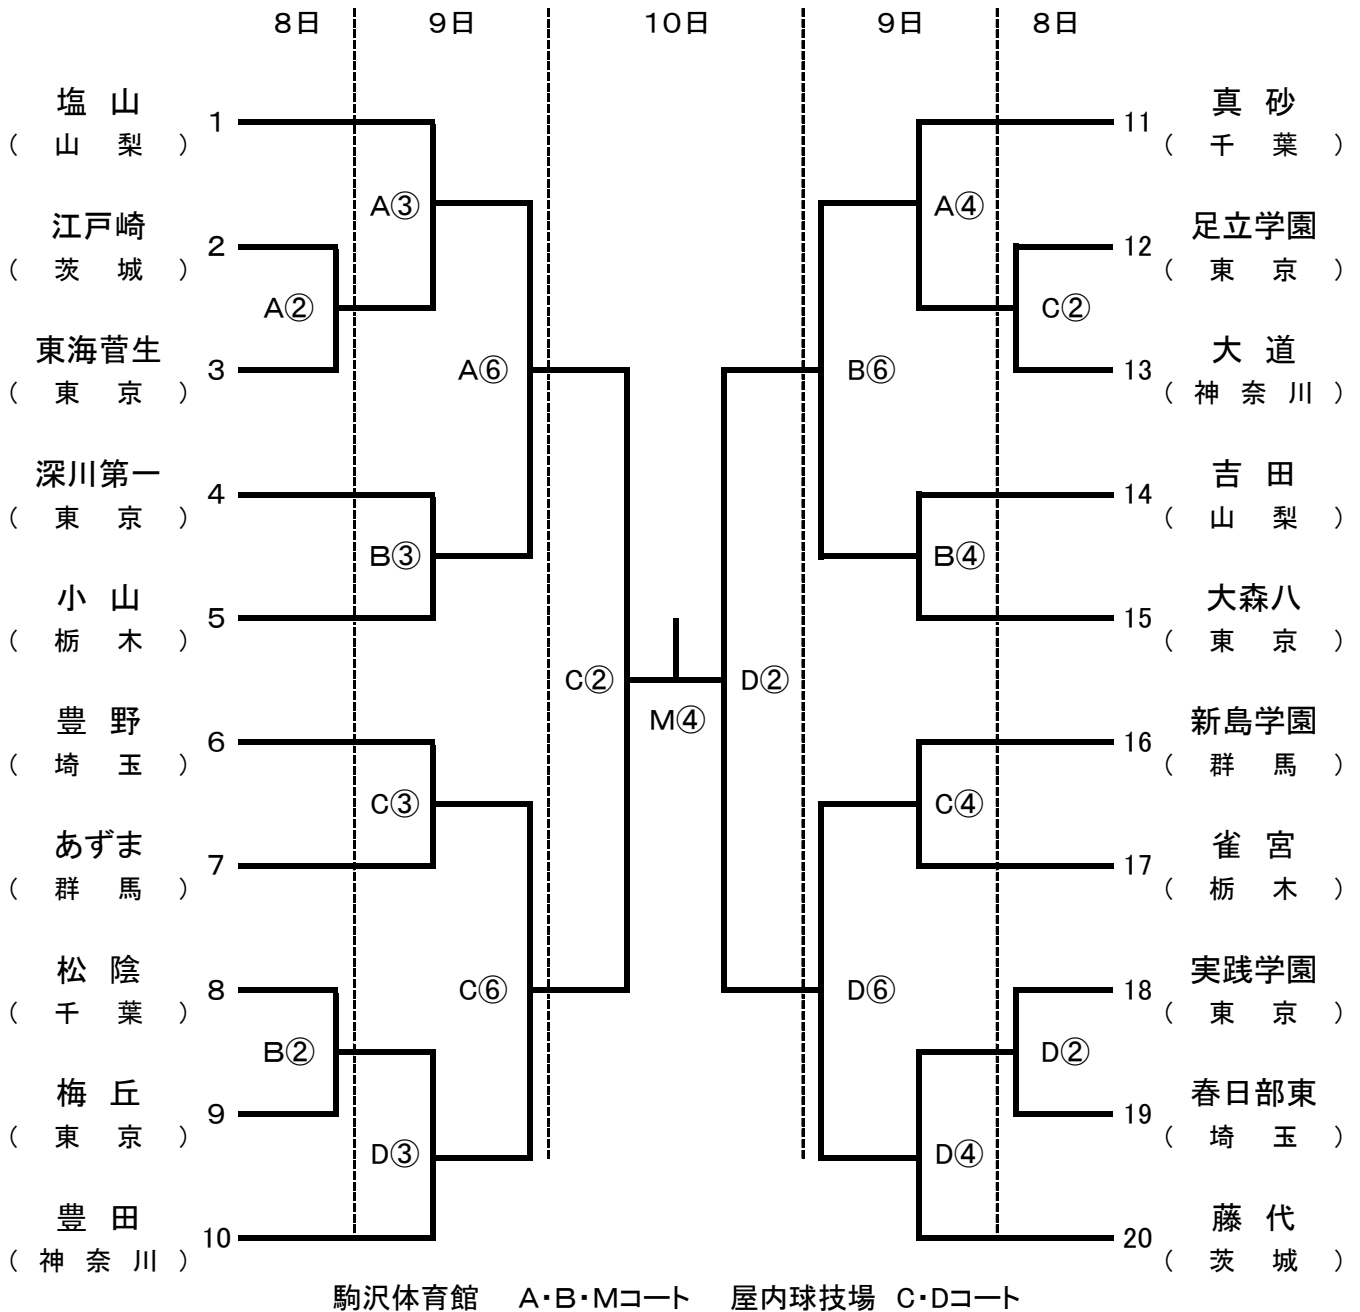 8日 9日 10日 9日 8日
塩 山 1 11 真 砂
( 山 梨 ) ( 千 葉 )
A③ A④
江戸崎 2 12 足立学園
( 茨 城 ) ( 東 京 )
A② C②
東海菅生 3 A⑥ B⑥ 13 大 道
( 東 京 ) ( 神 奈 川 )
深川第一 4 14 吉 田
( 東 京 ) ( 山 梨 )
B③ B④
小 山 5 15 大森八
( 栃 木 ) ( 東 京 )
C② D②
M④
豊 野 6 16 新島学園
( 埼 玉 ) ( 群 馬 )
C③ C④
あずま 7 17 雀 宮
( 群 馬 ) ( 栃 木 )
松 陰 8 C⑥ D⑥ 18 実践学園
( 千 葉 ) ( 東 京 )
B② D②
梅 丘 9 19 春日部東
( 東 京 ) ( 埼 玉 )
D③ D④
豊 田 10 20 藤 代
( 神 奈 川 ) ( 茨 城 )
駒沢体育館 A・B・Mコート 屋内球技場 C・Dコート